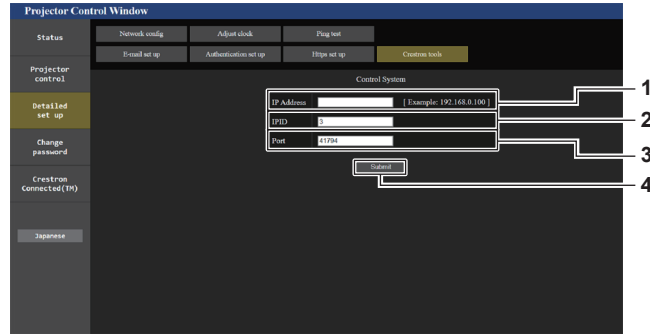 Projector Control Window
Status
Network config
Adjust clock
Ping test
E-mail set up
Authentication set up
Https set up
Crestron tools
Projector
control
Detailed
set up
Change
password
Crestron
Connected(TM)
Japanese
Control System
IP Address [ Example: 192.168.0.100 ]
IPID 3
Port 41794
Submit
1
2
3
4